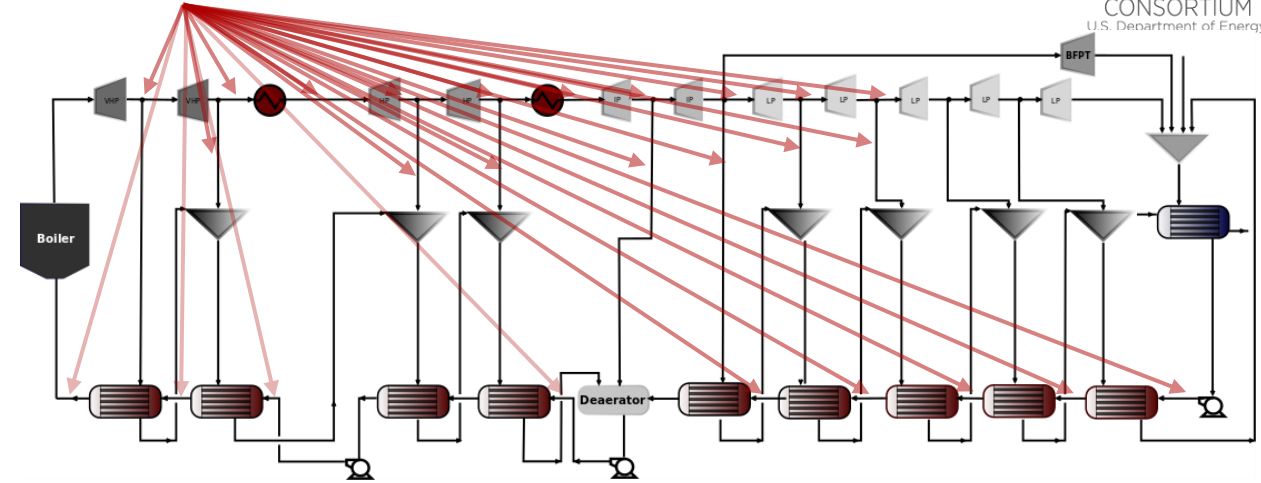 CONSORTIUM
U.S. Department of Energy
BFPT
VHP
VHP
HP
HP
IP
IP
LP
LP
LP
LP
LP
Boiler
Deaerator